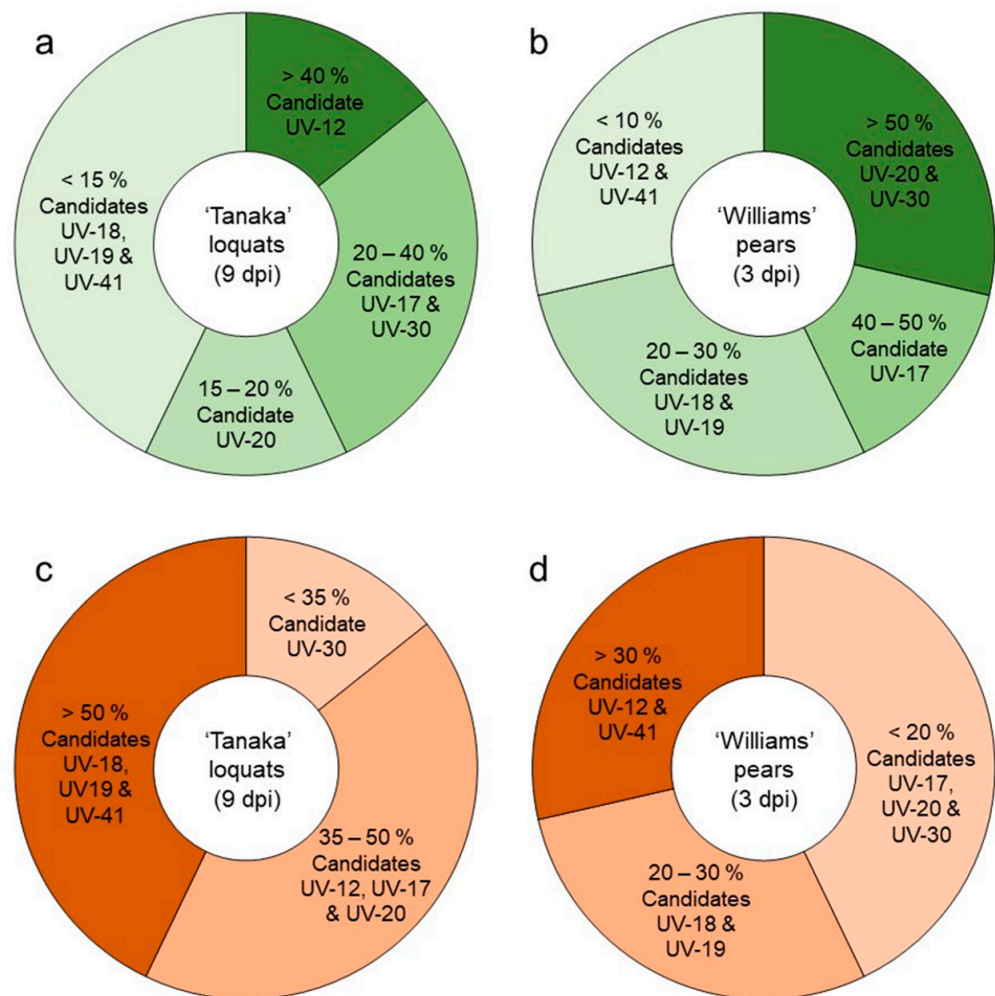 a
> 40 %
Candidate
UV-12
20 – 40 %
Candidates
UV-17 &
UV-30
15 – 20 %
Candidate
UV-20
< 15 %
Candidates
UV-18,
UV-19 &
UV-41
‘Tanaka’
loquats
(9 dpi)
b
> 50 %
Candidates
UV-20 &
UV-30
40 – 50 %
Candidate
UV-17
20 – 30 %
Candidates
UV-18 &
UV-19
< 10 %
Candidates
UV-12 &
UV-41
‘Williams’
pears
(3 dpi)
c
< 35 %
Candidate
UV-30
35 – 50 %
Candidates
UV-12, UV-17
& UV-20
> 50 %
Candidates
UV-18,
UV19 &
UV-41
‘Tanaka’
loquats
(9 dpi)
d
< 20 %
Candidates
UV-17,
UV-20 &
UV-30
20 – 30 %
Candidates
UV-18 &
UV-19
> 30 %
Candidates
UV-12 &
UV-41
‘Williams’
pears
(3 dpi)